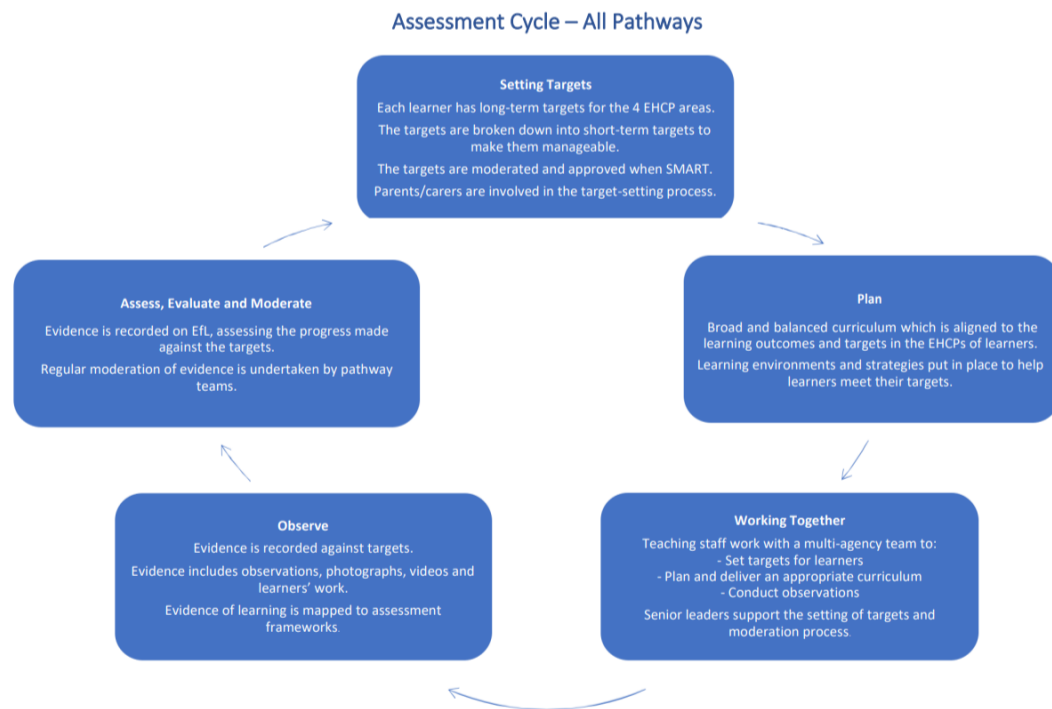 Assessment Cycle – All Pathways
Setting Targets
Each learner has long-term targets for the 4 EHCP areas.
The targets are broken down into short-term targets to
make them manageable.
The targets are moderated and approved when SMART.
Parents/carers are involved in the target-setting process.
Plan
Broad and balanced curriculum which is aligned to the
learning outcomes and targets in the EHCPs of learners.
Learning environments and strategies put in place to help
learners meet their targets.
Working Together
Teaching staff work with a multi-agency team to:
- Set targets for learners
- Plan and deliver an appropriate curriculum
- Conduct observations
Senior leaders support the setting of targets and
moderation process.
Observe
Evidence is recorded against targets.
Evidence includes observations, photographs, videos and
learners' work.
Evidence of learning is mapped to assessment
frameworks.
Assess, Evaluate and Moderate
Evidence is recorded on EfL, assessing the progress made
against the targets.
Regular moderation of evidence is undertaken by pathway
teams.